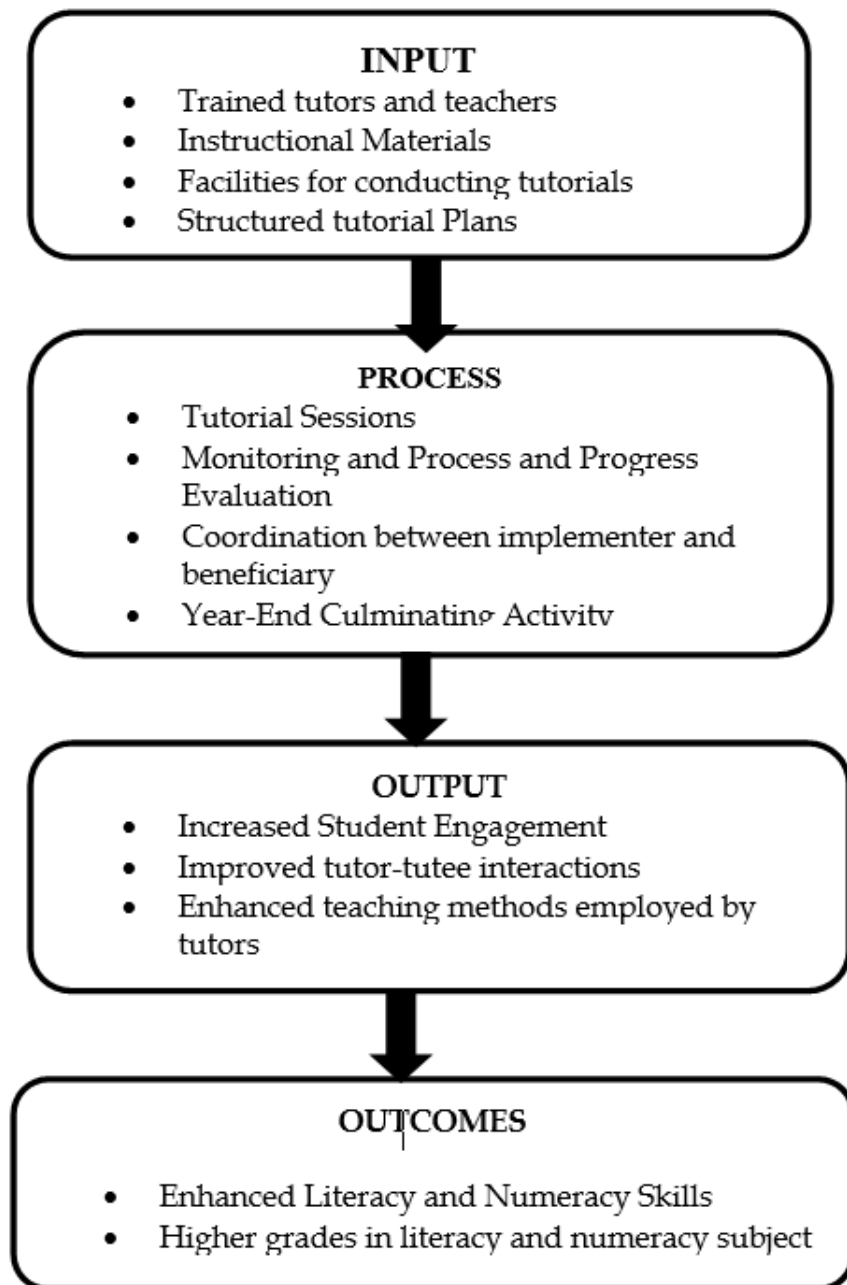 INPUT
• Trained tutors and teachers
• Instructional Materials
• Facilities for conducting tutorials
• Structured tutorial Plans
PROCESS
• Tutorial Sessions
• Monitoring and Process and Progress
Evaluation
• Coordination between implementer and
beneficiary
• Year-End Culminating Activity
OUTPUT
• Increased Student Engagement
• Improved tutor-tutee interactions
• Enhanced teaching methods employed by
tutors
OUTCOMES
• Enhanced Literacy and Numeracy Skills
• Higher grades in literacy and numeracy subject